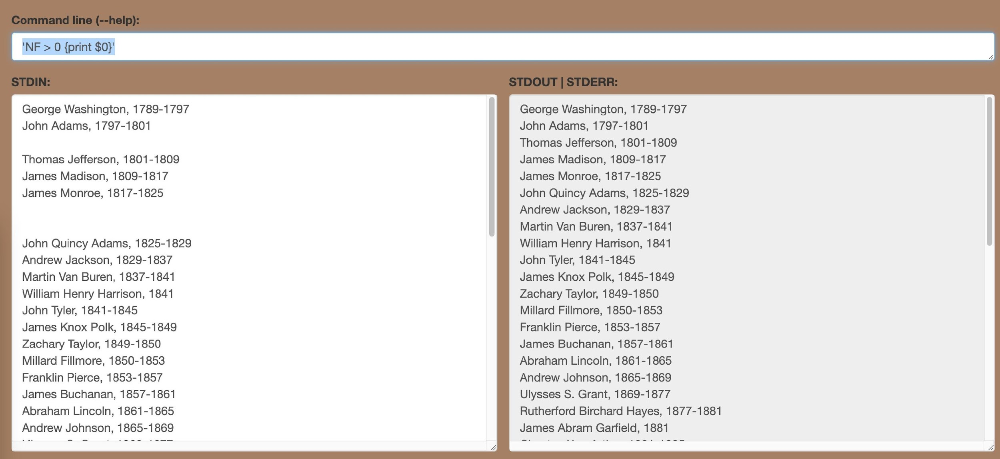 Command line (--help):
'NF > 0 {print $0}'
STDIN:
George Washington, 1789-1797
John Adams, 1797-1801
Thomas Jefferson, 1801-1809
James Madison, 1809-1817
James Monroe, 1817-1825
John Quincy Adams, 1825-1829
Andrew Jackson, 1829-1837
Martin Van Buren, 1837-1841
William Henry Harrison, 1841
John Tyler, 1841-1845
James Knox Polk, 1845-1849
Zachary Taylor, 1849-1850
Millard Fillmore, 1850-1853
Franklin Pierce, 1853-1857
James Buchanan, 1857-1861
Abraham Lincoln, 1861-1865
Andrew Johnson, 1865-1869
STDOUT | STDERR:
George Washington, 1789-1797
John Adams, 1797-1801
Thomas Jefferson, 1801-1809
James Madison, 1809-1817
James Monroe, 1817-1825
John Quincy Adams, 1825-1829
Andrew Jackson, 1829-1837
Martin Van Buren, 1837-1841
William Henry Harrison, 1841
John Tyler, 1841-1845
James Knox Polk, 1845-1849
Zachary Taylor, 1849-1850
Millard Fillmore, 1850-1853
Franklin Pierce, 1853-1857
James Buchanan, 1857-1861
Abraham Lincoln, 1861-1865
Andrew Johnson, 1865-1869
Ulysses S. Grant, 1869-1877
Rutherford Birchard Hayes, 1877-1881
James Abram Garfield, 1881